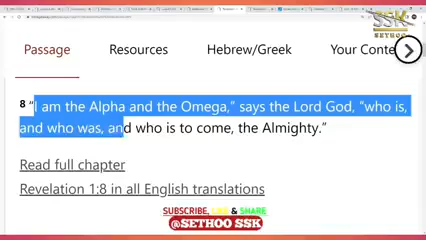 SSK
SETHOO
Passage Resources Hebrew/Greek Your Conte
8 “I am the Alpha and the Omega,” says the Lord God, “who is,
and who was, and who is to come, the Almighty.”
Read full chapter
Revelation 1:8 in all English translations
SUBSCRIBE, LIKE & SHARE
@SETHOO SSK